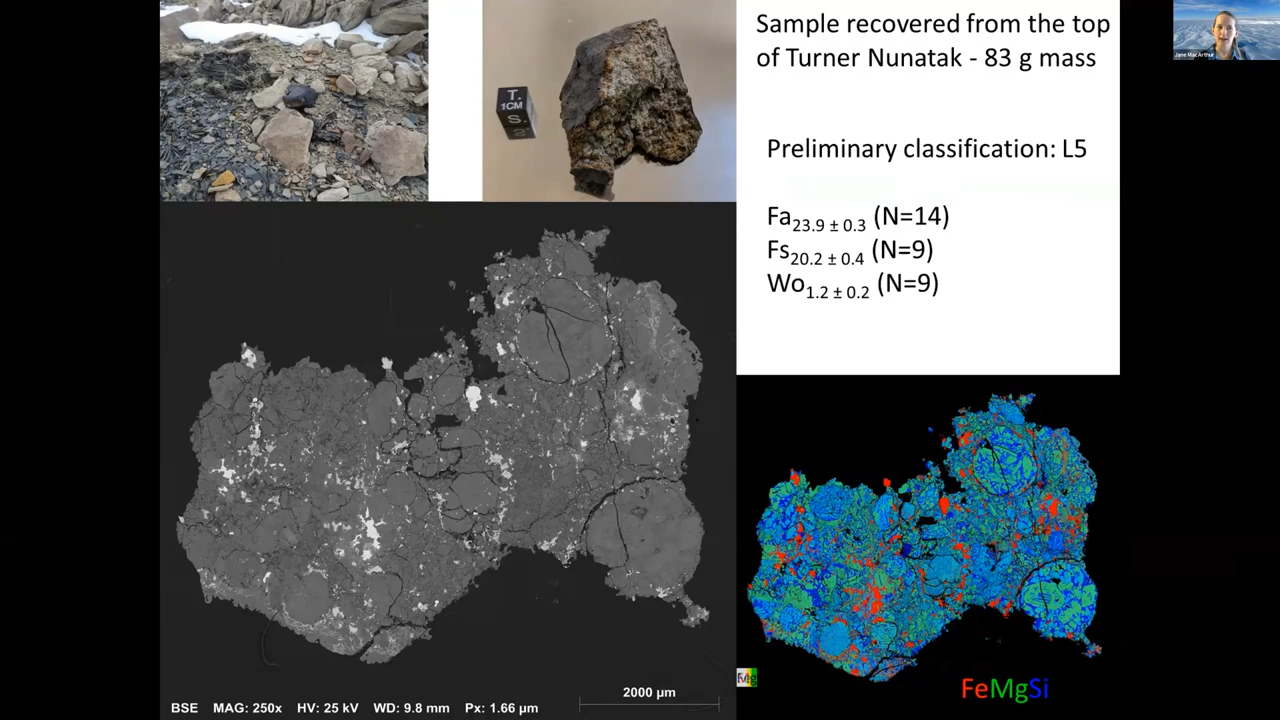 Sample recovered from the top
of Turner Nunatak - 83 g mass
Jane MacArthur
T.
1CM
S.
Preliminary classification: L5
Fa23.9 ± 0.3 (N=14)
Fs20.2 ± 0.4 (N=9)
Wo1.2 ± 0.2 (N=9)
FeMgSi
2000 µm
BSE MAG: 250x HV: 25 kV WD: 9.8 mm Px: 1.66 µm